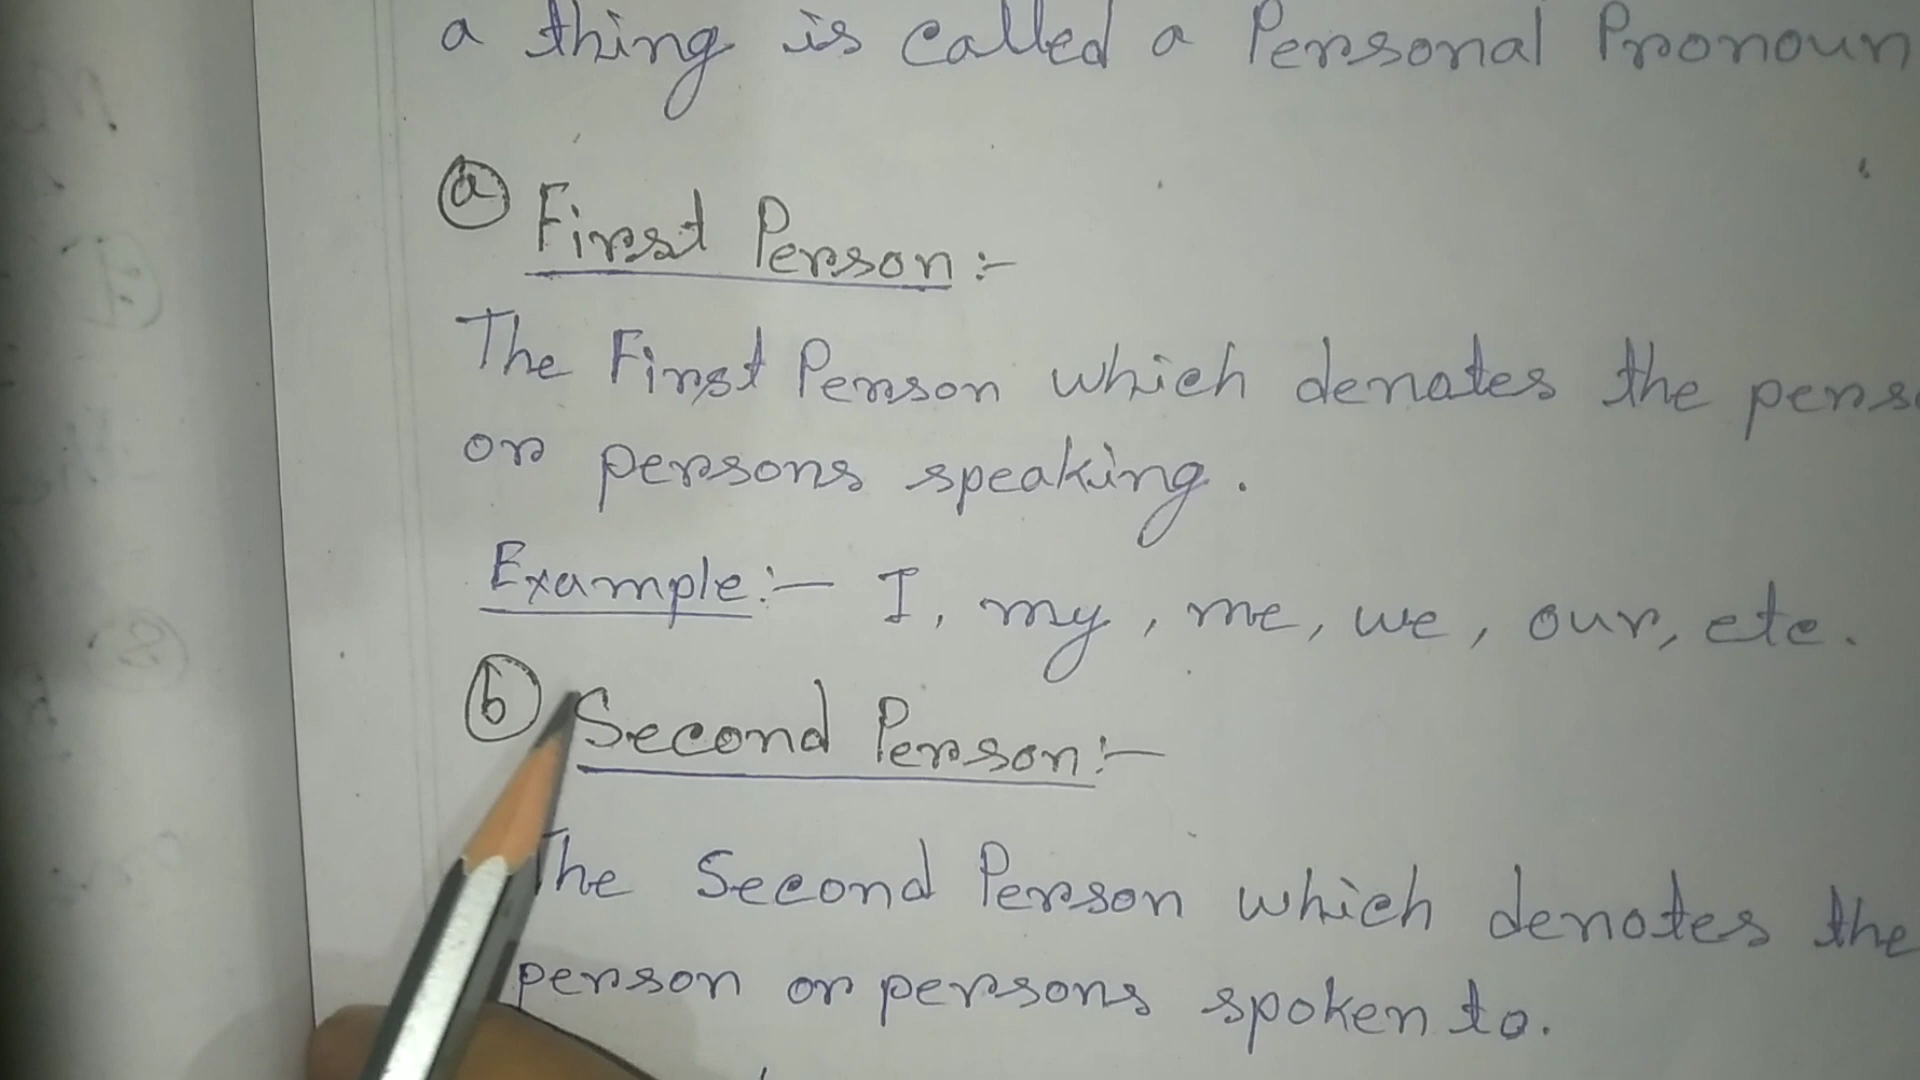 a thing is called a Personal Pronoun
a First Person :-
The First Person which denotes the
or persons speaking.
Example :- I, my, me, we, our, etc.
b Second Person :-
The Second Person which denotes the
person or persons spoken to.